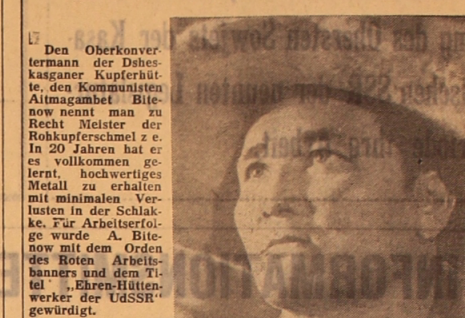 Den Oberkonver-
termann der Dshes-
kasganer Kupferhüt-
te, den Kommunisten
Aitmagambet Bite-
now nennt man zu
Recht Meister der
Rohkupferschmel z e.
In 20 Jahren hat er
es vollkommen ge-
lernt, hochwertiges
Metall zu erhalten
mit minimalen Ver-
lusten in der Schlak-
ke. Für Arbeitserfol-
ge wurde A. Bite-
now mit dem Orden
des Roten Arbeits-
banners und dem Ti-
tel „Ehren-Hütten-
werker der UdSSR"
gewürdigt.